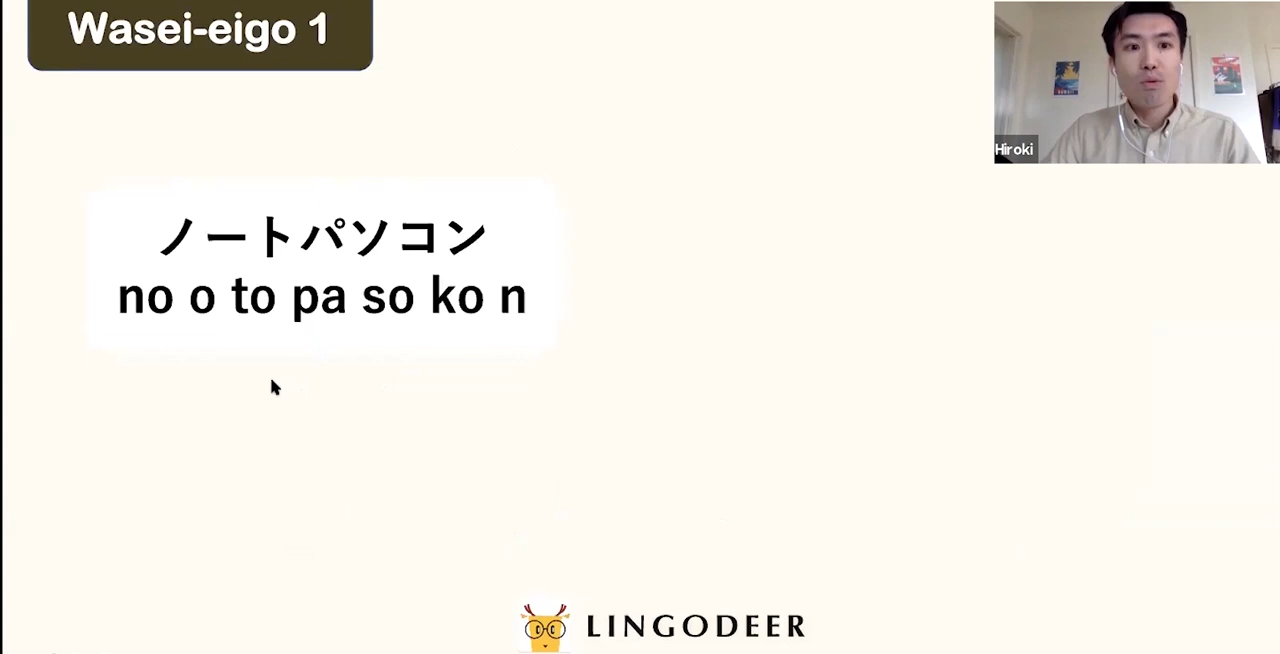 Wasei-eigo 1
Hiroki
ノートパソコン
no o to pa so ko n
LINGODEER